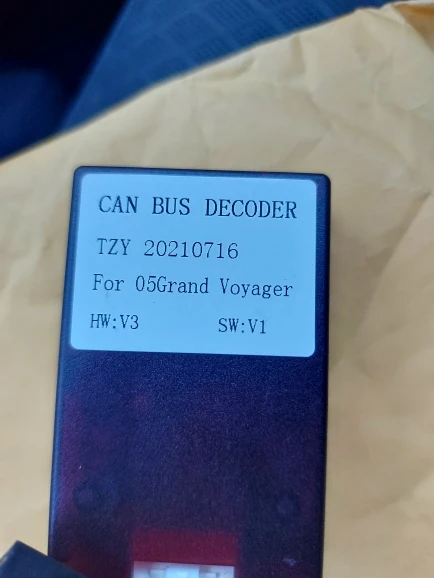 CAN BUS DECODER
TZY 20210716
For 05Grand Voyager
HW:V3 SW:V1